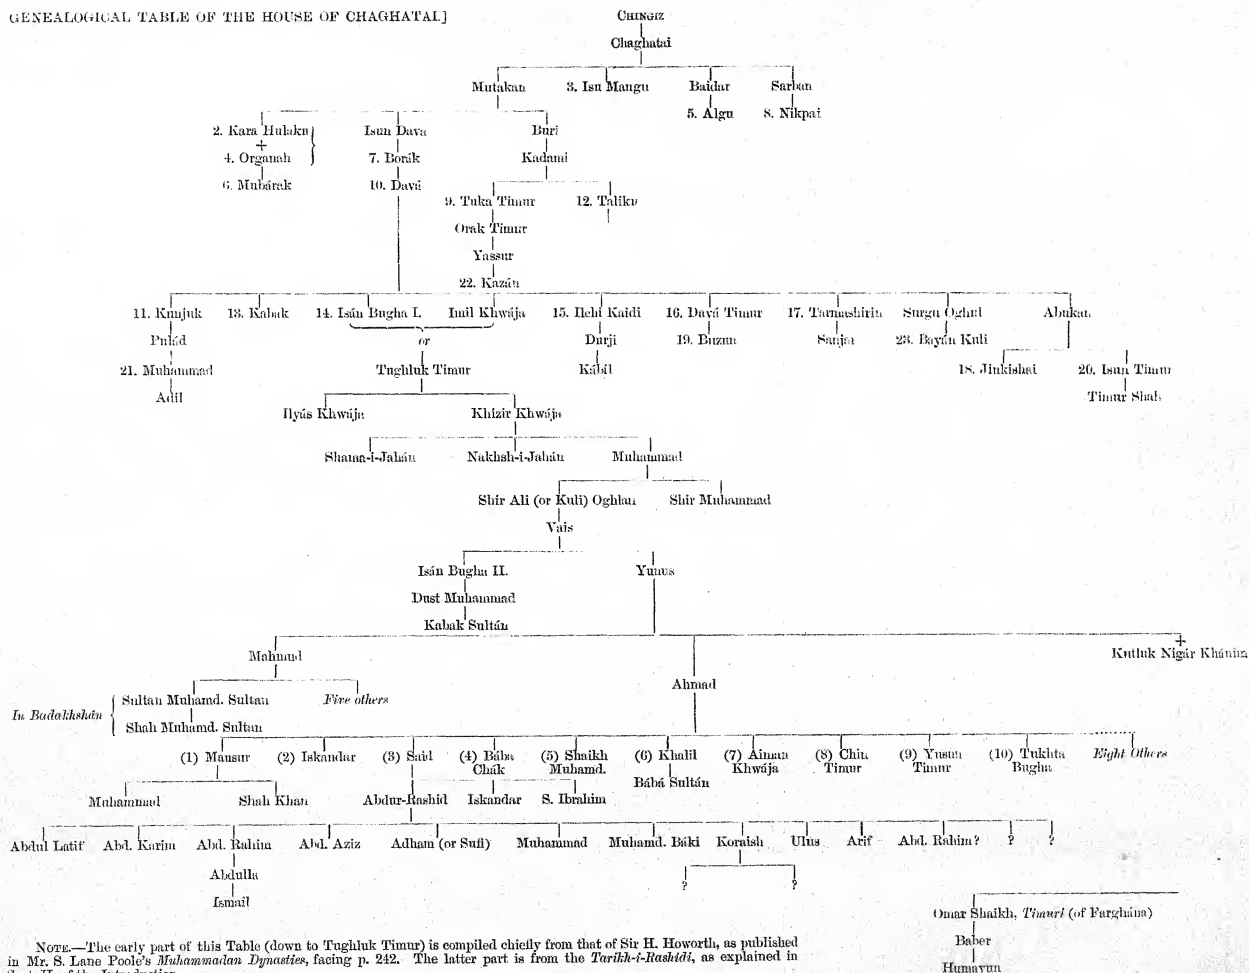 GENEALOGICAL TABLE OF THE HOUSE OF CHAGHATAI.]
CHINGIZ
Chaghatai
Mutakan 3. Isu Mangu Baidar Sarban
5. Algu 8. Nikpai
2. Kara Hulaku Isun Dava Buri
+
4. Organah 7. Borák Kadami
6. Mubárak 10. Davá
9. Tuka Timur 12. Taliku
Orak Timur
Yassur
22. Kazán
11. Kunjuk 13. Kabak 14. Isán Bugha I. Imil Khwája 15. Ilchi Kaidi 16. Davá Timur 17. Tarmashirin Surgu Oghul Abukan
Pulád or Durji 19. Buzun Sanjar 23. Bayán Kuli
21. Muhammad Tughluk Timur Kábil 18. Jinkishai 20. Isun Timur
Adil Timur Shah
Ilyás Khwája Khizir Khwája
Shama-i-Jahán Nakhsh-i-Jahán Muhammad
Shir Ali (or Kuli) Oghlan Shir Muhammad
Vais
Isán Bugha II. Yunus
Dust Muhammad
Kabak Sultán
Mahmud + Kutluk Nigár Khánim
Ahmad
In Badakhshán Sultan Muhamd. Sultan Five others
Shah Muhamd. Sultan
(1) Mansur (2) Iskandar (3) Said (4) Bába Chák (5) Shaikh Muhamd. (6) Khalil (7) Aiman Khwája (8) Chin Timur (9) Yusun Timur (10) Tukhta Bugha Eight Others
Bábá Sultán
Muhammad Shah Khan Abdur-Rashid Iskandar S. Ibrahim
Abdul Latif Abd. Karim Abd. Rahim Abd. Aziz Adham (or Sufi) Muhammad Muhamd. Báki Koraish Ulus Arif Abd. Rahim? ? ?
Abdulla ? ?
Ismail
Omar Shaikh, Timuri (of Farghána)
Baber
Humayun
NOTE.—The early part of this Table (down to Tughluk Timur) is compiled chiefly from that of Sir H. Howorth, as published
in Mr. S. Lane Poole's Muhammadan Dynasties, facing p. 242. The latter part is from the Tarikh-i-Rashidi, as explained in